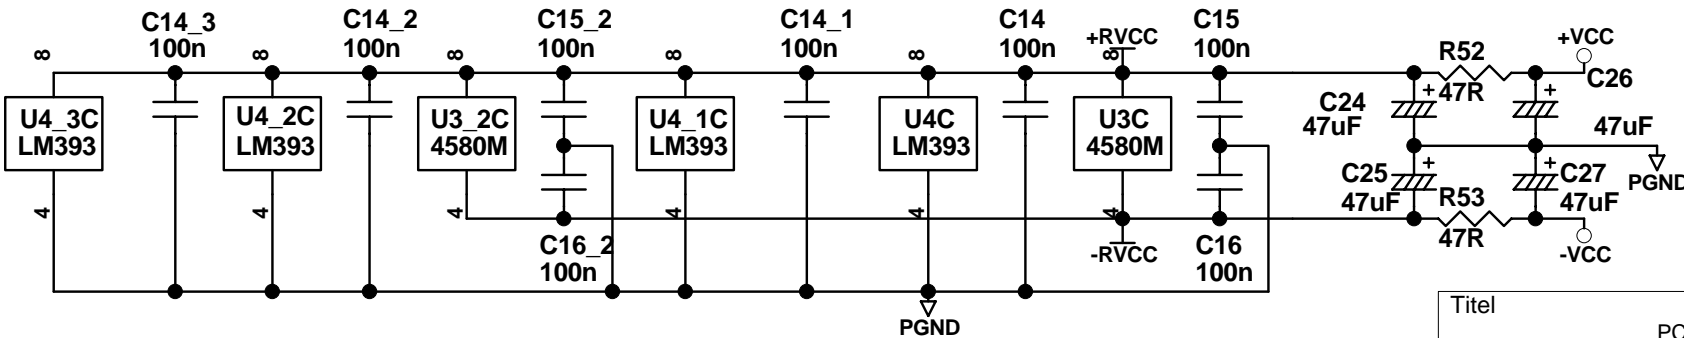 C14_3
100n
C14_2
100n
C15_2
100n
C14_1
100n
C14
100n
C15
100n
+RVCC
+VCC
R52
47R
C26
47uF
8
8
8
8
8
8
U4_3C
LM393
U4_2C
LM393
U3_2C
4580M
U4_1C
LM393
U4C
LM393
U3C
4580M
C24
47uF
+
+
+
+
C25
47uF
R53
47R
C27
47uF
PGND
4
4
4
4
4
4
C16_2
100n
-RVCC
C16
100n
-VCC
PGND
Titel
PC